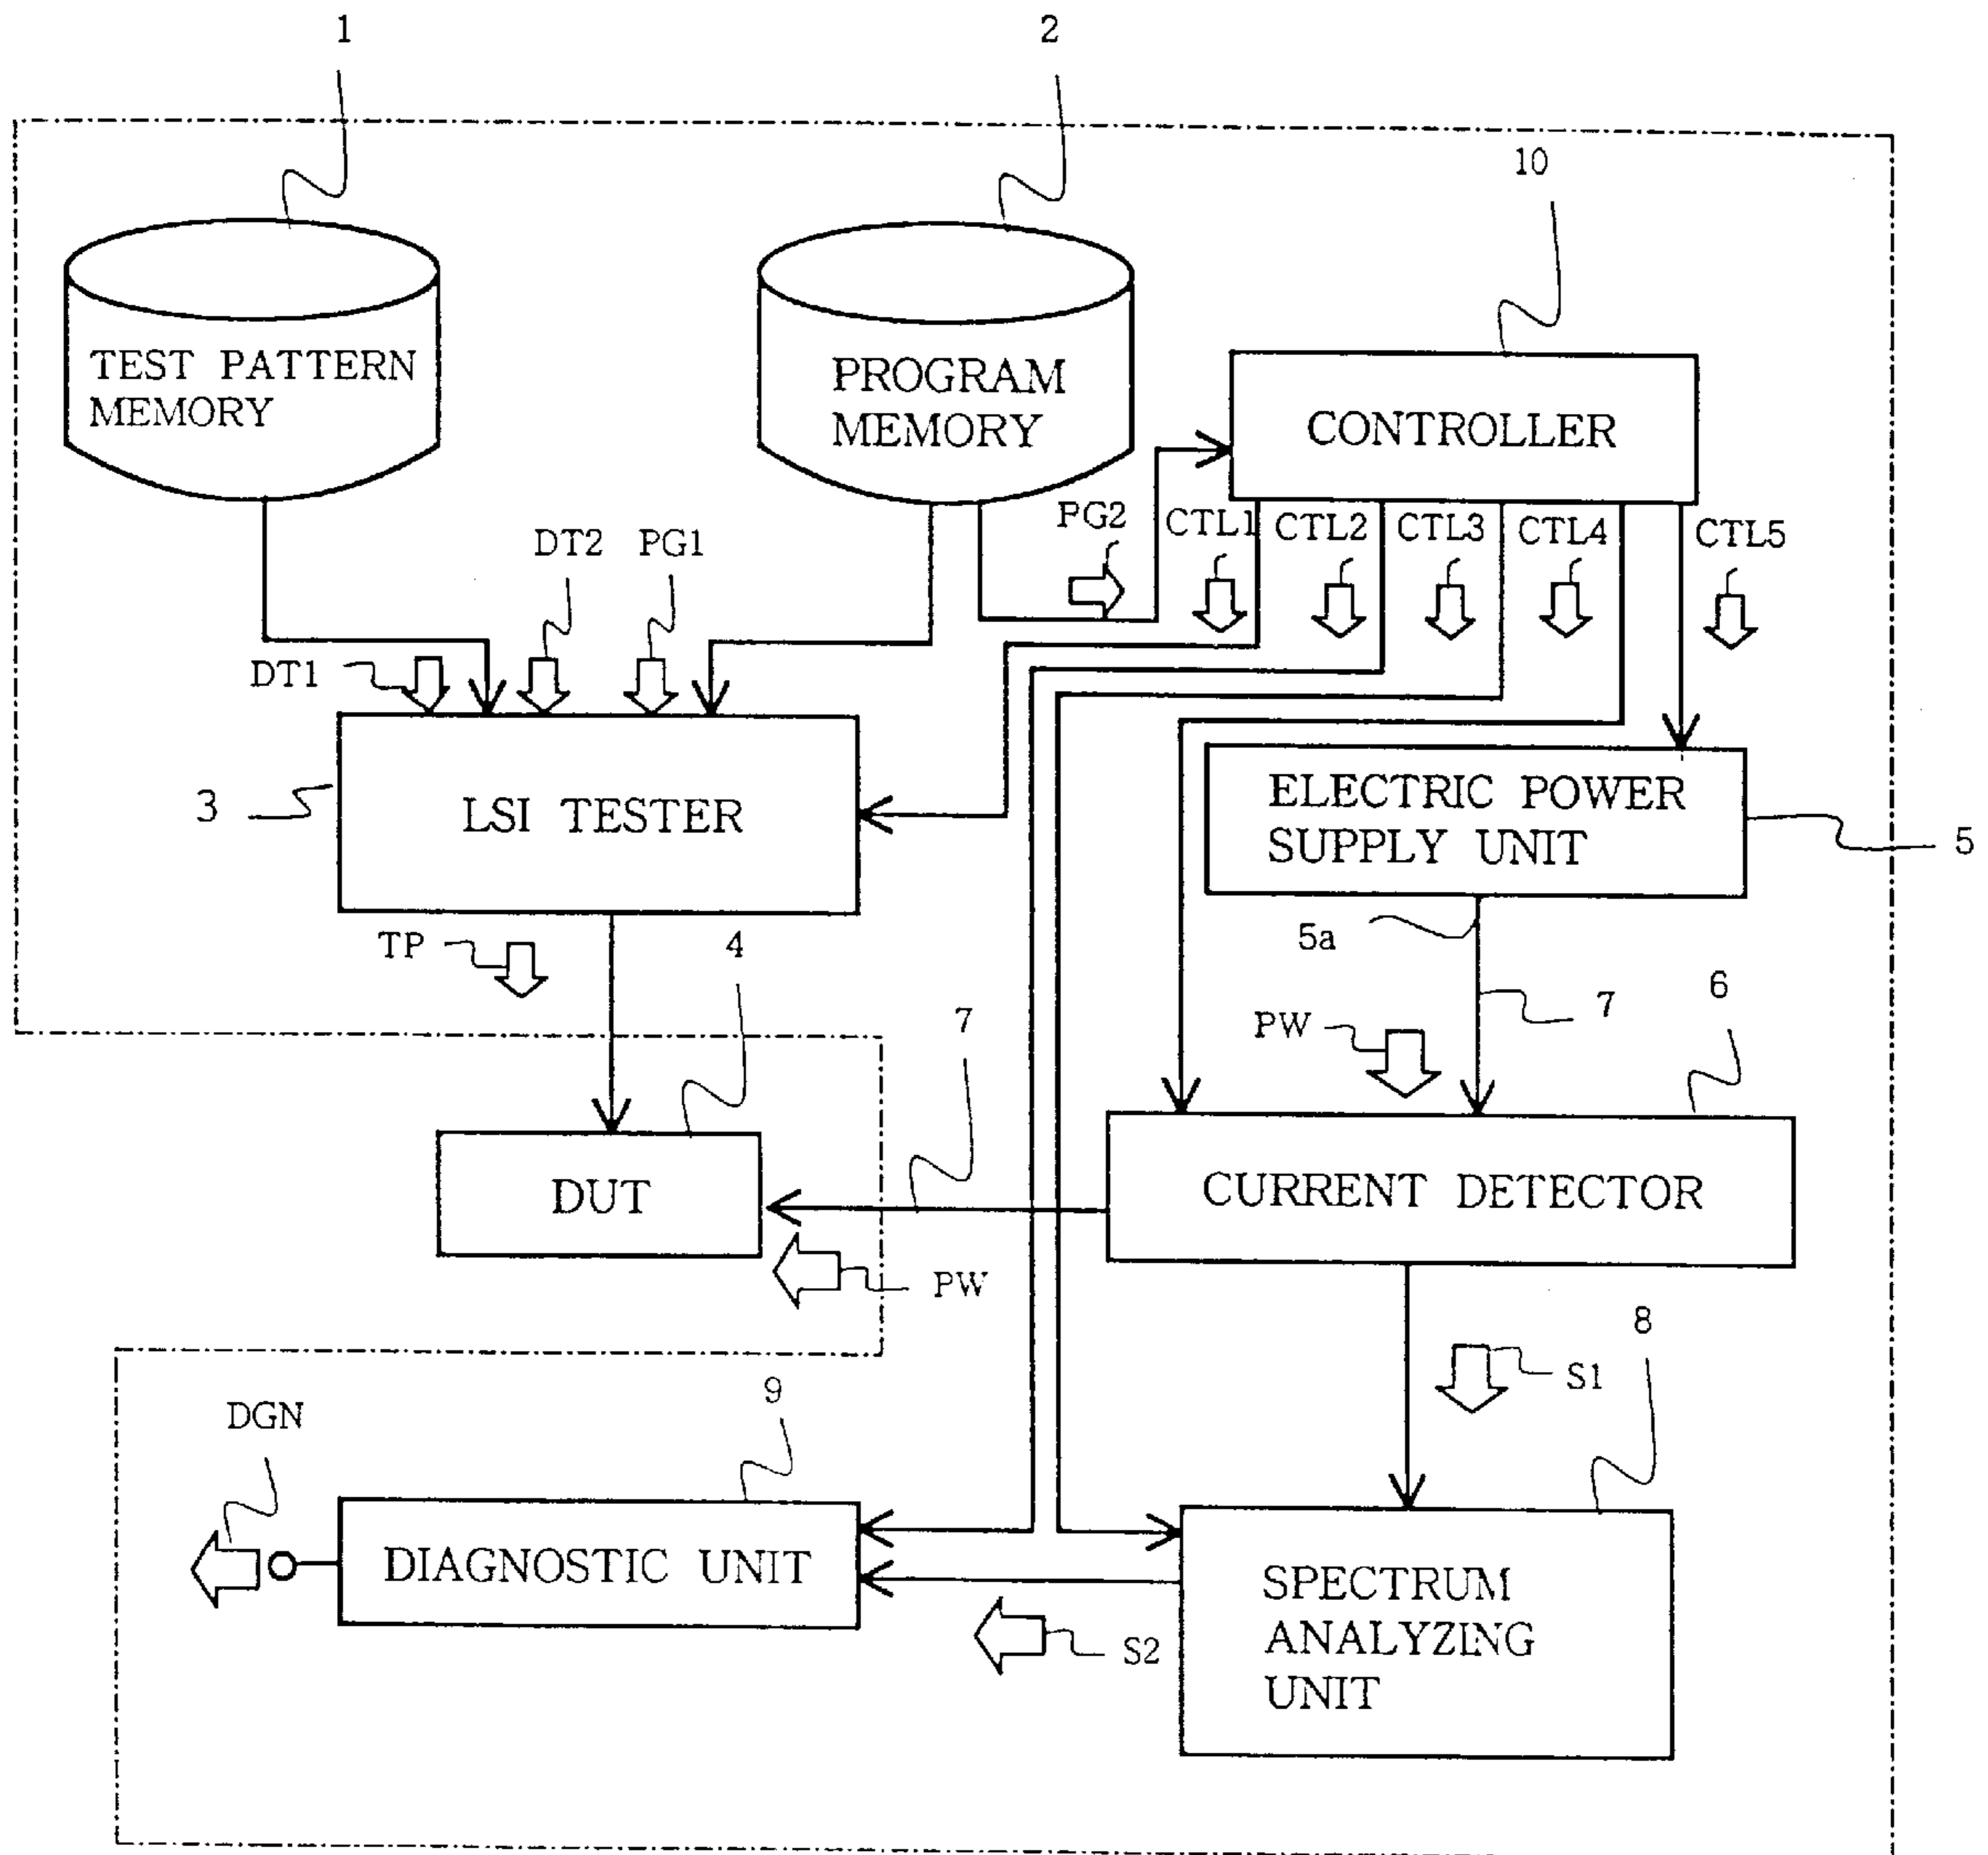 1
2
10
TEST PATTERN
MEMORY
PROGRAM
MEMORY
CONTROLLER
DT2
PG1
PG2
CTL1
CTL2
CTL3
CTL4
CTL5
DT1
3
LSI TESTER
ELECTRIC POWER
SUPPLY UNIT
5
TP
4
5a
7
PW
7
6
DUT
CURRENT DETECTOR
PW
8
S1
9
DGN
DIAGNOSTIC UNIT
SPECTRUM
ANALYZING
UNIT
S2